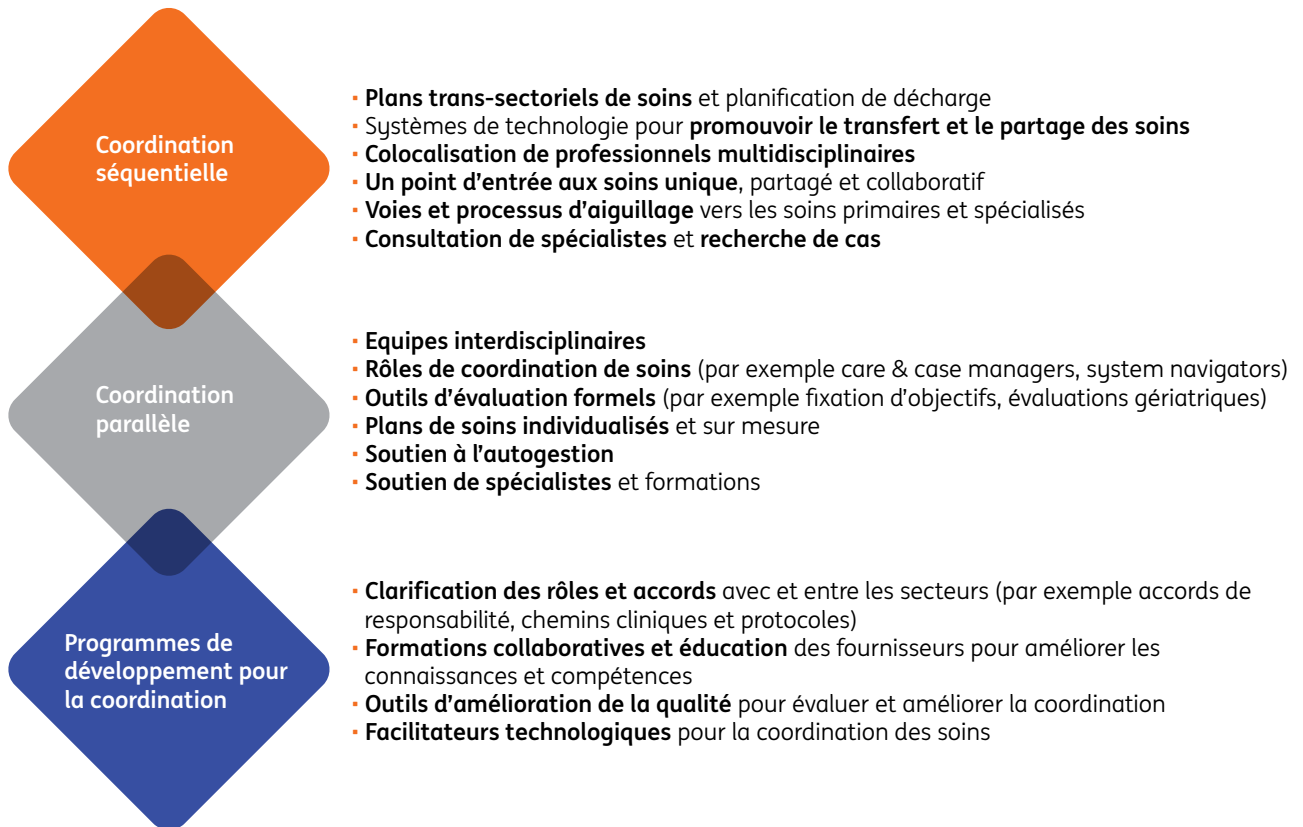 Coordination
séquentielle
· Plans trans-sectoriels de soins et planification de décharge
· Systèmes de technologie pour promouvoir le transfert et le partage des soins
· Colocalisation de professionnels multidisciplinaires
· Un point d'entrée aux soins unique, partagé et collaboratif
· Voies et processus d'aiguillage vers les soins primaires et spécialisés
· Consultation de spécialistes et recherche de cas
Coordination
parallèle
· Equipes interdisciplinaires
· Rôles de coordination de soins (par exemple care & case managers, system navigators)
· Outils d'évaluation formels (par exemple fixation d'objectifs, évaluations gériatriques)
· Plans de soins individualisés et sur mesure
· Soutien à l'autogestion
· Soutien de spécialistes et formations
Programmes de
développement pour
la coordination
· Clarification des rôles et accords avec et entre les secteurs (par exemple accords de
responsabilité, chemins cliniques et protocoles)
· Formations collaboratives et éducation des fournisseurs pour améliorer les
connaissances et compétences
· Outils d'amélioration de la qualité pour évaluer et améliorer la coordination
· Facilitateurs technologiques pour la coordination des soins